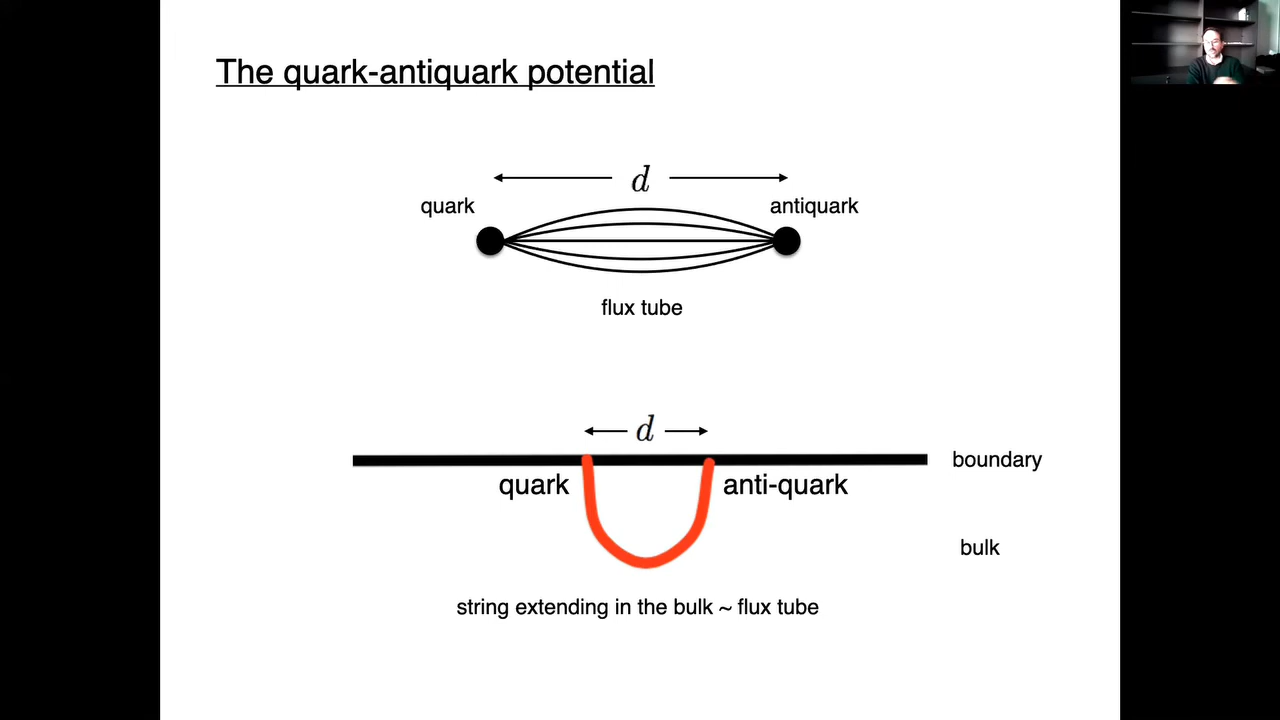 The quark-antiquark potential
d
quark
antiquark
flux tube
d
boundary
quark
anti-quark
bulk
string extending in the bulk ~ flux tube